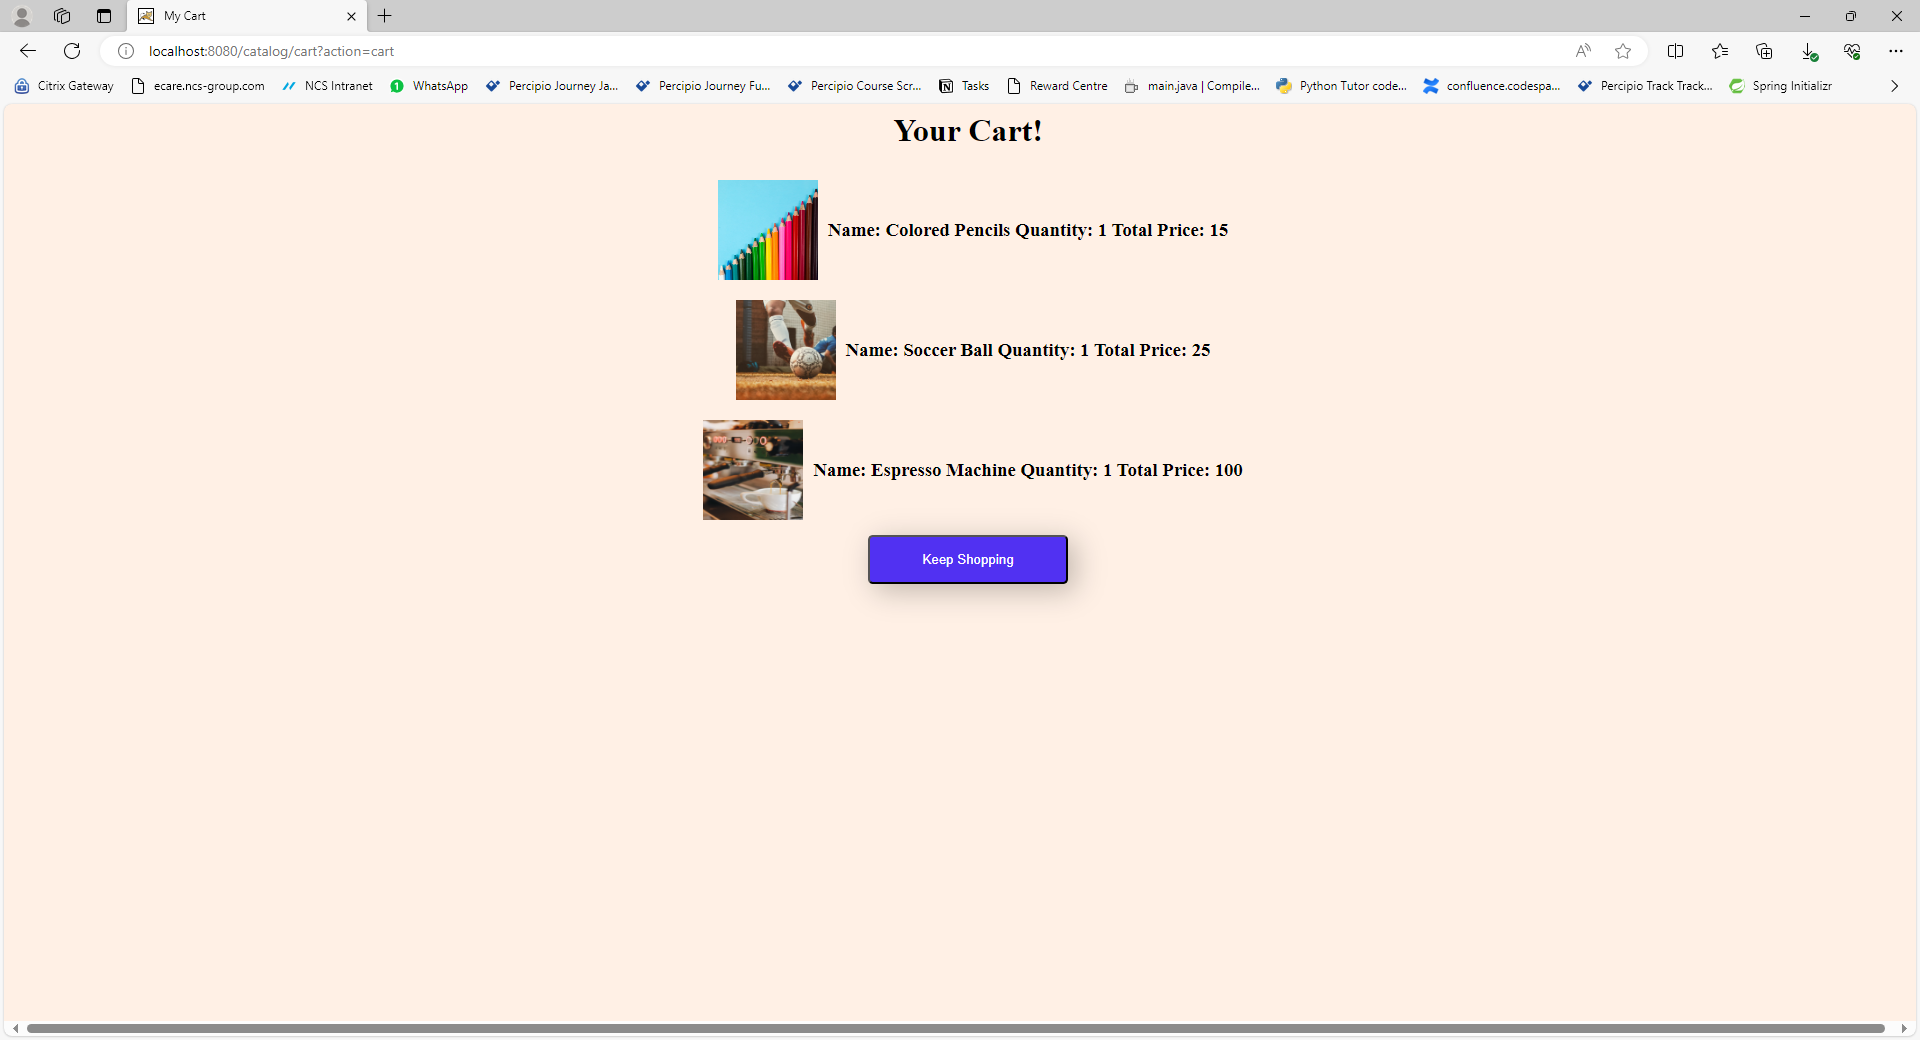 My Cart
localhost:8080/catalog/cart?action=cart
Citrix Gateway ecare.ncs-group.com NCS Intranet WhatsApp Percipio Journey Ja... Percipio Journey Fu... Percipio Course Scr... Tasks Reward Centre main.java | Compile... Python Tutor code... confluence.codespa... Percipio Track Track... Spring Initializr
Your Cart!
Name: Colored Pencils Quantity: 1 Total Price: 15
Name: Soccer Ball Quantity: 1 Total Price: 25
Name: Espresso Machine Quantity: 1 Total Price: 100
Keep Shopping